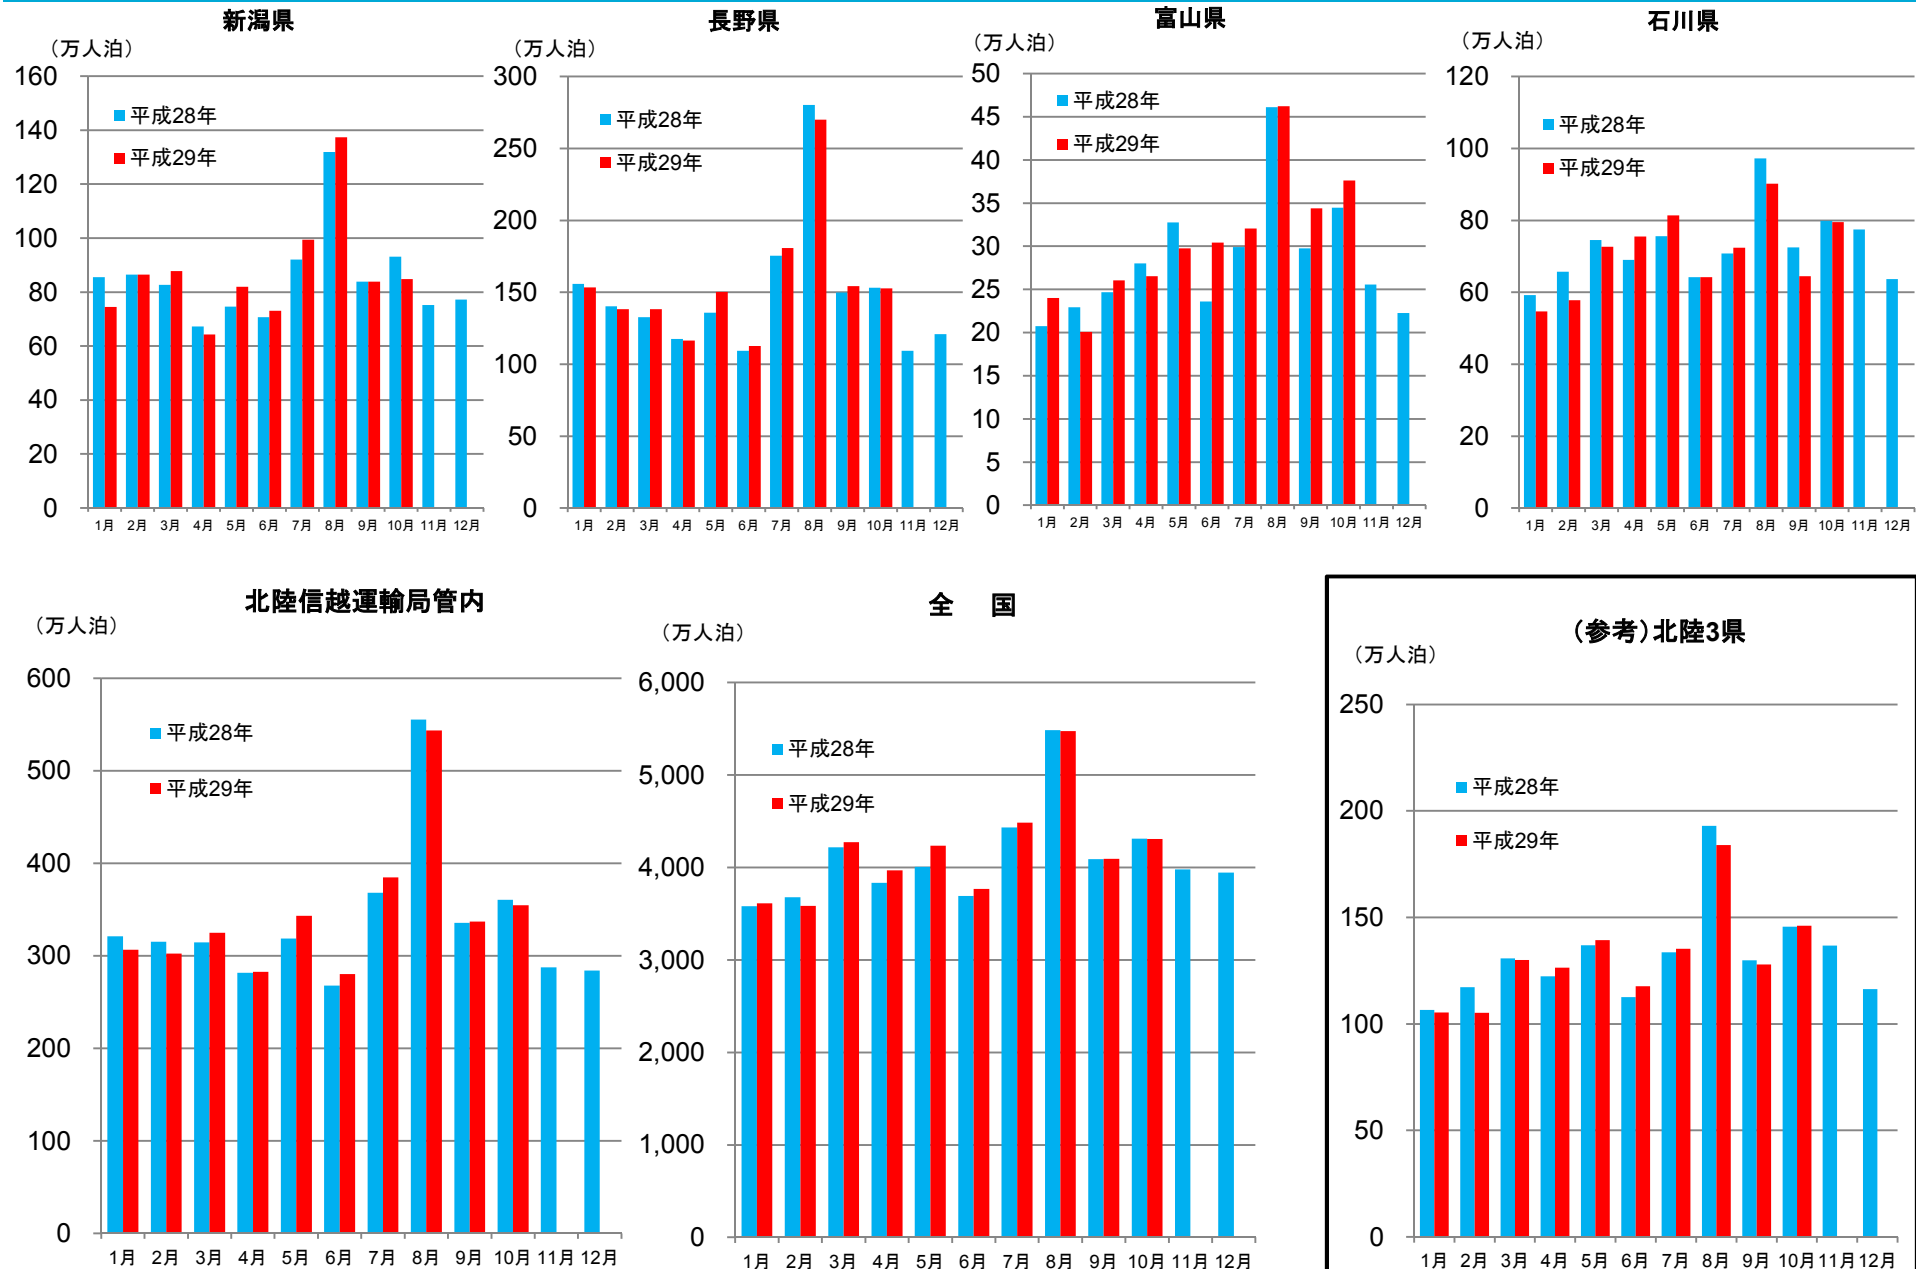 新潟県
（万人泊）
160
140
120
100
80
60
40
20
0
平成28年
平成29年
1月 2月 3月 4月 5月 6月 7月 8月 9月 10月 11月 12月
長野県
（万人泊）
300
250
200
150
100
50
0
平成28年
平成29年
1月 2月 3月 4月 5月 6月 7月 8月 9月 10月 11月 12月
富山県
（万人泊）
50
45
40
35
30
25
20
15
10
5
0
平成28年
平成29年
1月 2月 3月 4月 5月 6月 7月 8月 9月 10月 11月 12月
石川県
（万人泊）
120
100
80
60
40
20
0
平成28年
平成29年
1月 2月 3月 4月 5月 6月 7月 8月 9月 10月 11月 12月
北陸信越運輸局管内
（万人泊）
600
500
400
300
200
100
0
平成28年
平成29年
1月 2月 3月 4月 5月 6月 7月 8月 9月 10月 11月 12月
全 国
（万人泊）
6,000
5,000
4,000
3,000
2,000
1,000
0
平成28年
平成29年
1月 2月 3月 4月 5月 6月 7月 8月 9月 10月 11月 12月
（参考）北陸3県
（万人泊）
250
200
150
100
50
0
平成28年
平成29年
1月 2月 3月 4月 5月 6月 7月 8月 9月 10月 11月 12月